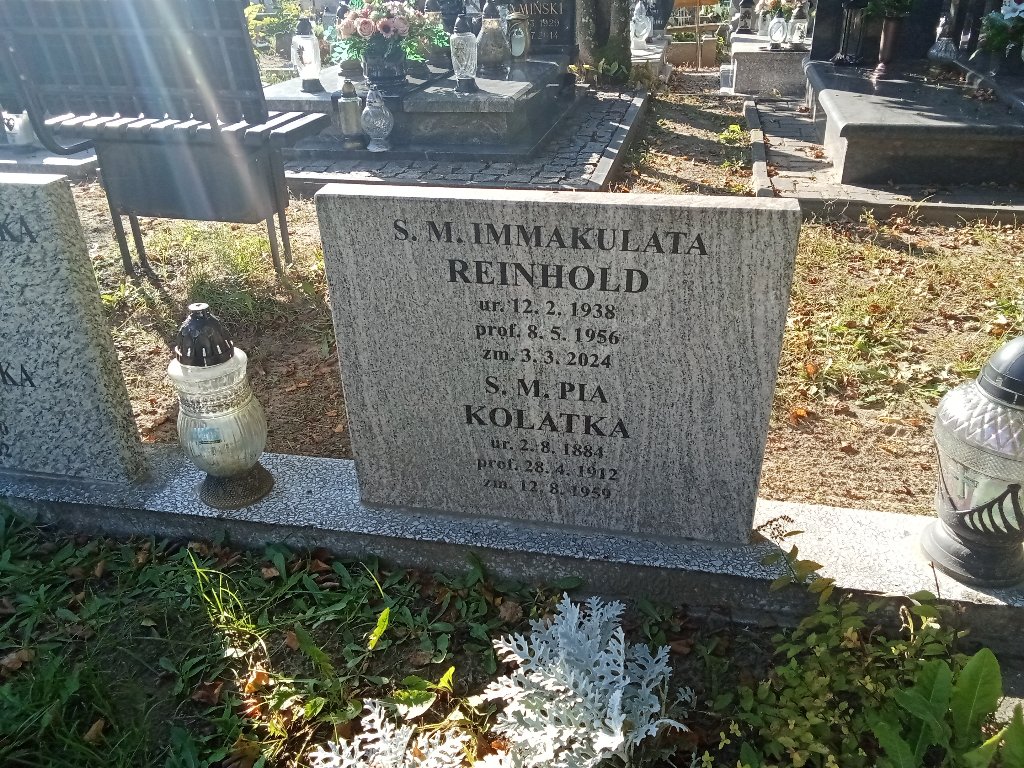 S. M. IMMAKULATA
REINHOLD
ur. 12. 2. 1938
prof. 8. 5. 1956
zm. 3. 3. 2024
S. M. PIA
KOLATKA
ur. 2. 8. 1884
prof. 28. 4. 1912
zm. 12. 8. 1959